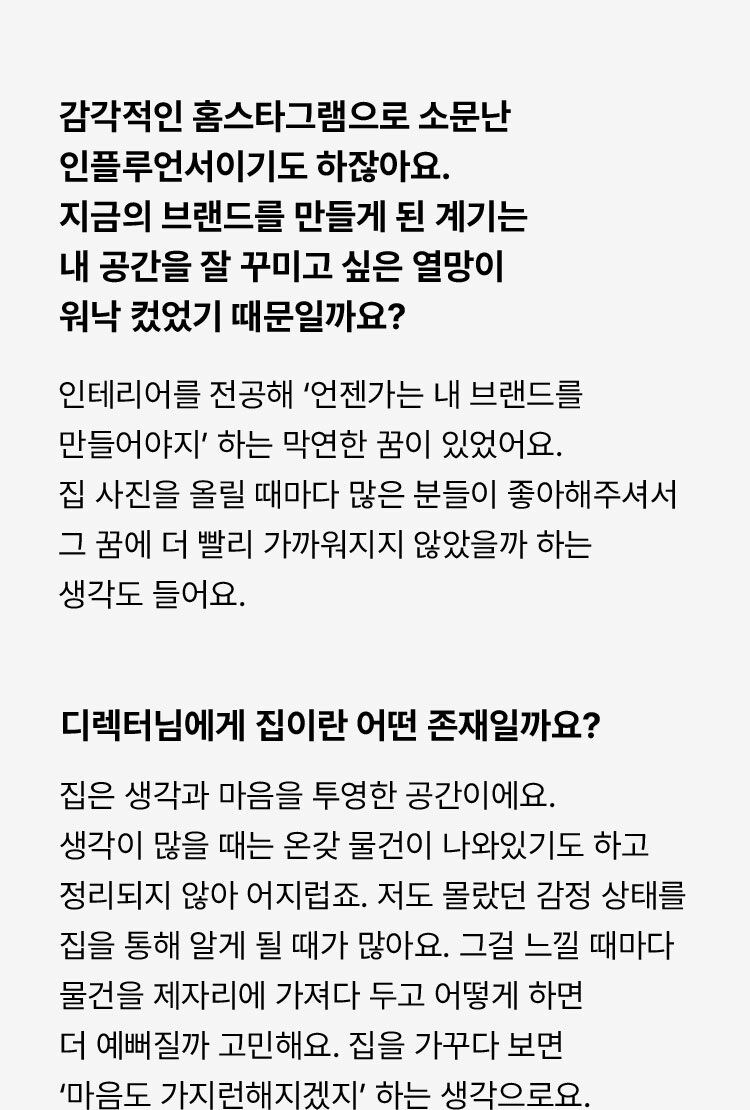 감각적인 홈스타그램으로 소문난
인플루언서이기도 하잖아요.
지금의 브랜드를 만들게 된 계기는
내 공간을 잘 꾸미고 싶은 열망이
워낙 컸었기 때문일까요?
인테리어를 전공해 ‘언젠가는 내 브랜드를
만들어야지’ 하는 막연한 꿈이 있었어요.
집 사진을 올릴 때마다 많은 분들이 좋아해주셔서
그 꿈에 더 빨리 가까워지지 않았을까 하는
생각도 들어요.
디렉터님에게 집이란 어떤 존재일까요?
집은 생각과 마음을 투영한 공간이에요.
생각이 많을 때는 온갖 물건이 나와있기도 하고
정리되지 않아 어지럽죠. 저도 몰랐던 감정 상태를
집을 통해 알게 될 때가 많아요. 그걸 느낄 때마다
물건을 제자리에 가져다 두고 어떻게 하면
더 예뻐질까 고민해요. 집을 가꾸다 보면
‘마음도 가지런해지겠지’ 하는 생각으로요.